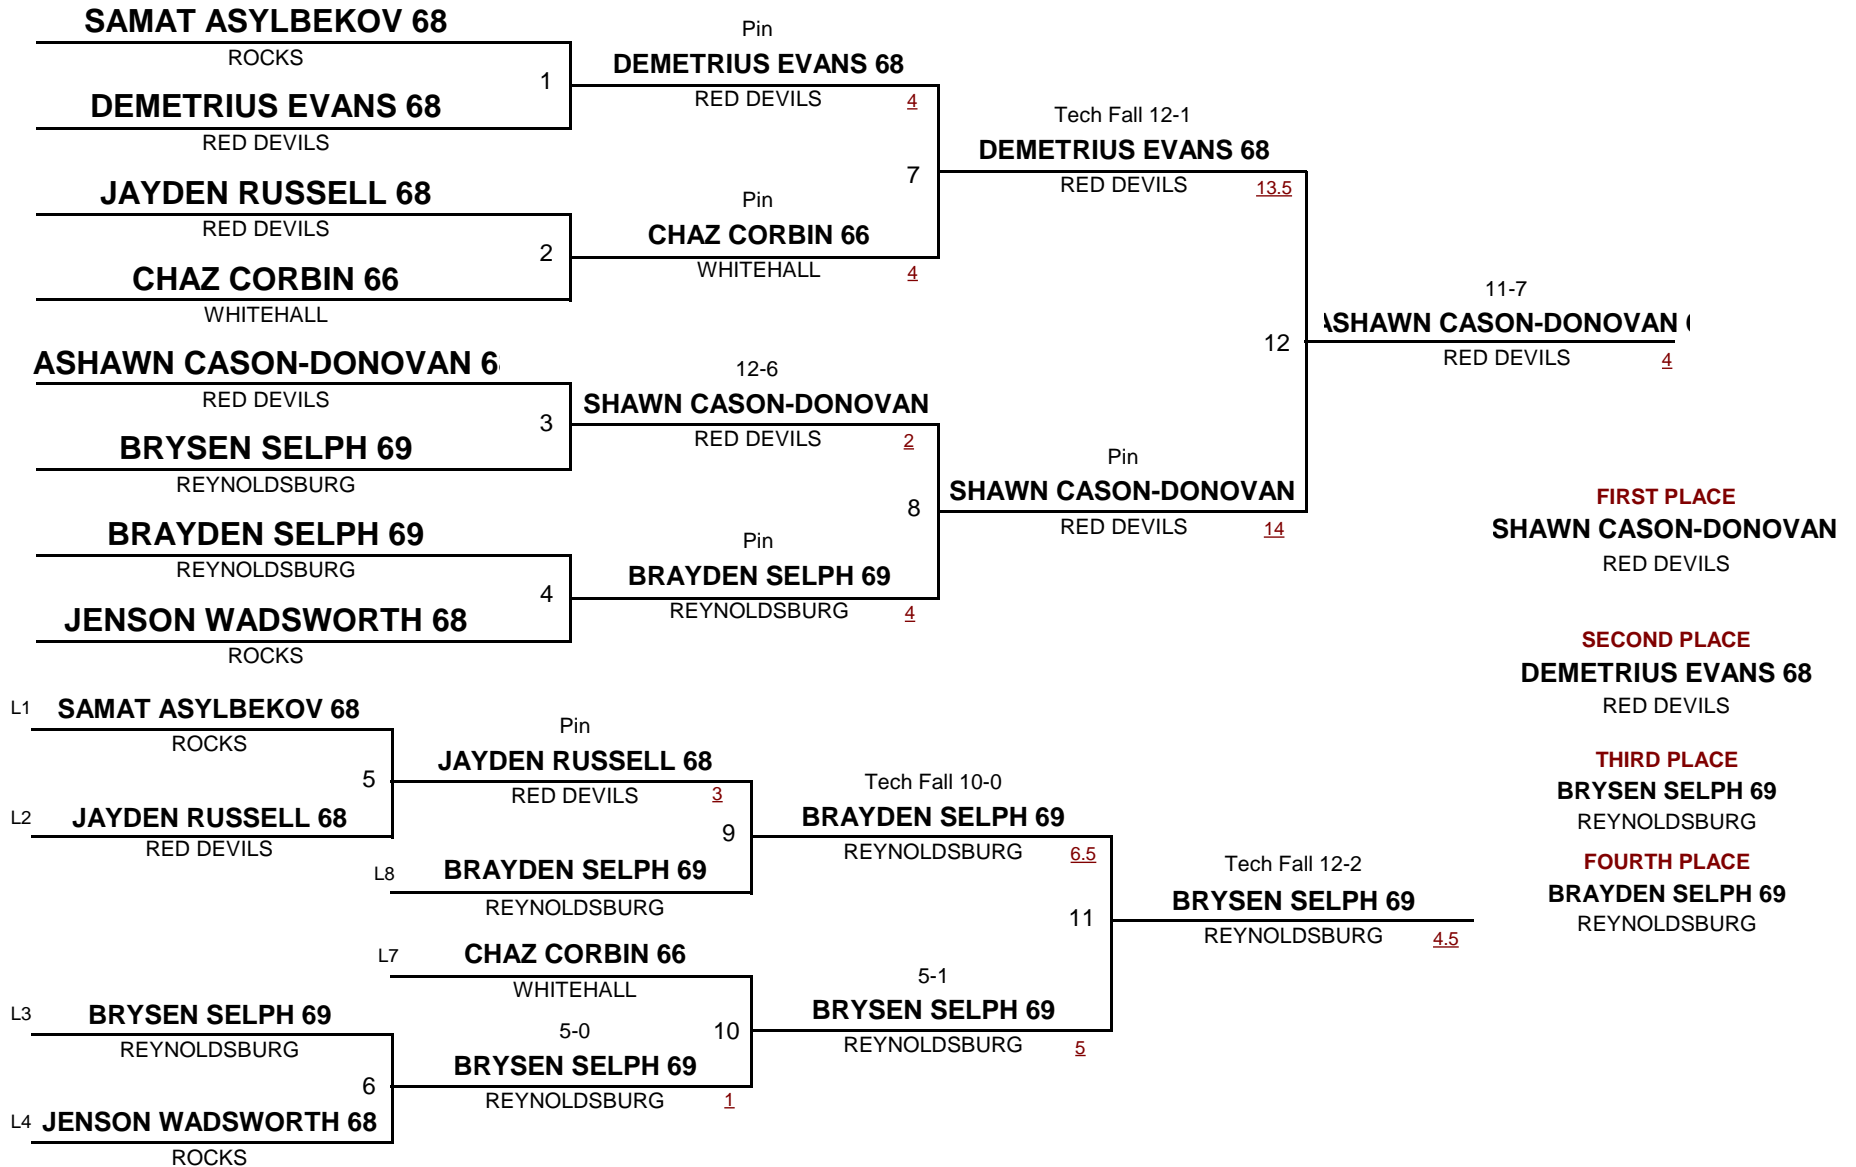 SAMAT ASYLBEKOV 68
ROCKS
1
DEMETRIUS EVANS 68
RED DEVILS
Pin
DEMETRIUS EVANS 68
RED DEVILS 4
JAYDEN RUSSELL 68
RED DEVILS
2
CHAZ CORBIN 66
WHITEHALL
Pin
CHAZ CORBIN 66
WHITEHALL 4
7
Tech Fall 12-1
DEMETRIUS EVANS 68
RED DEVILS 13.5
ASHAWN CASON-DONOVAN
RED DEVILS
3
BRYSEN SELPH 69
REYNOLDSBURG
12-6
SHAWN CASON-DONOVAN
RED DEVILS 2
BRAYDEN SELPH 69
REYNOLDSBURG
4
JENSON WADSWORTH 68
ROCKS
Pin
BRAYDEN SELPH 69
REYNOLDSBURG 4
8
Pin
SHAWN CASON-DONOVAN
RED DEVILS 14
12
11-7
ASHAWN CASON-DONOVAN
RED DEVILS 4
FIRST PLACE
SHAWN CASON-DONOVAN
RED DEVILS
SECOND PLACE
DEMETRIUS EVANS 68
RED DEVILS
THIRD PLACE
BRYSEN SELPH 69
REYNOLDSBURG
FOURTH PLACE
BRAYDEN SELPH 69
REYNOLDSBURG
L1 SAMAT ASYLBEKOV 68
ROCKS
5
L2 JAYDEN RUSSELL 68
RED DEVILS
Pin
JAYDEN RUSSELL 68
RED DEVILS 3
9
L8 BRAYDEN SELPH 69
REYNOLDSBURG
Tech Fall 10-0
BRAYDEN SELPH 69
REYNOLDSBURG 6.5
L7 CHAZ CORBIN 66
WHITEHALL
10
L3 BRYSEN SELPH 69
REYNOLDSBURG
6
L4 JENSON WADSWORTH 68
ROCKS
5-0
BRYSEN SELPH 69
REYNOLDSBURG 1
5-1
BRYSEN SELPH 69
REYNOLDSBURG 5
11
Tech Fall 12-2
BRYSEN SELPH 69
REYNOLDSBURG 4.5